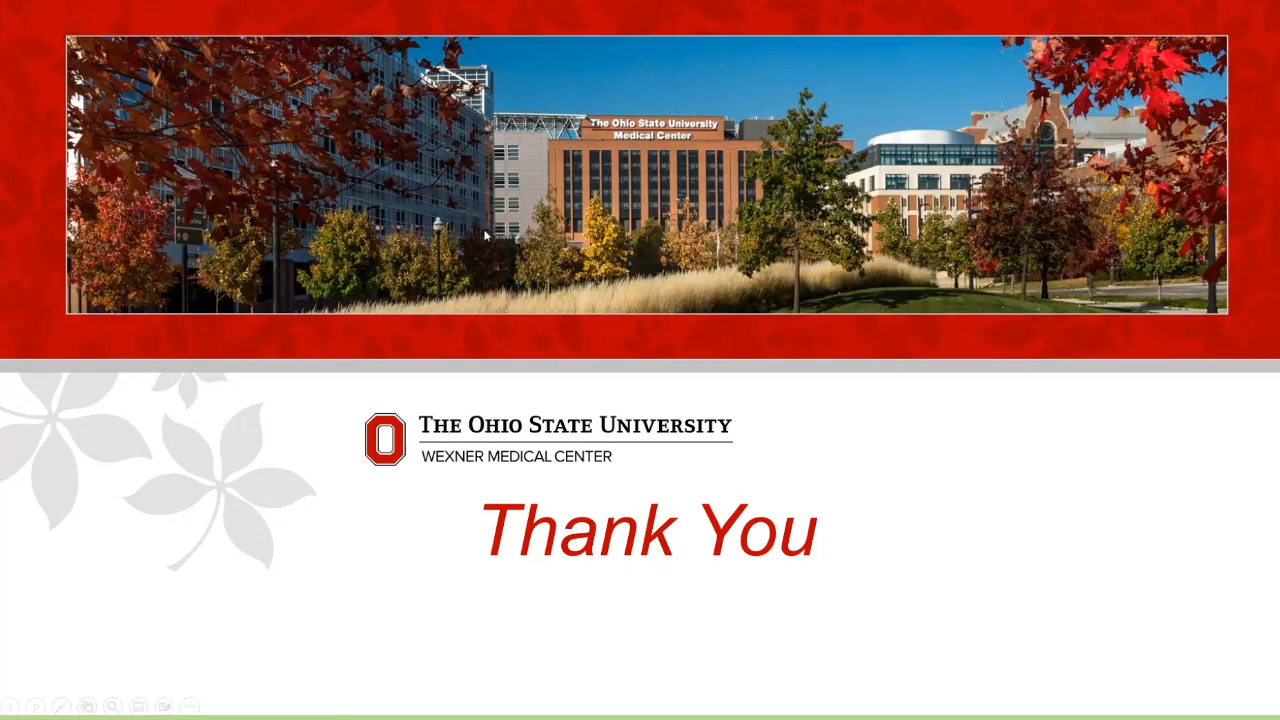 The Ohio State University
Medical Center
THE OHIO STATE UNIVERSITY
WEXNER MEDICAL CENTER
Thank You